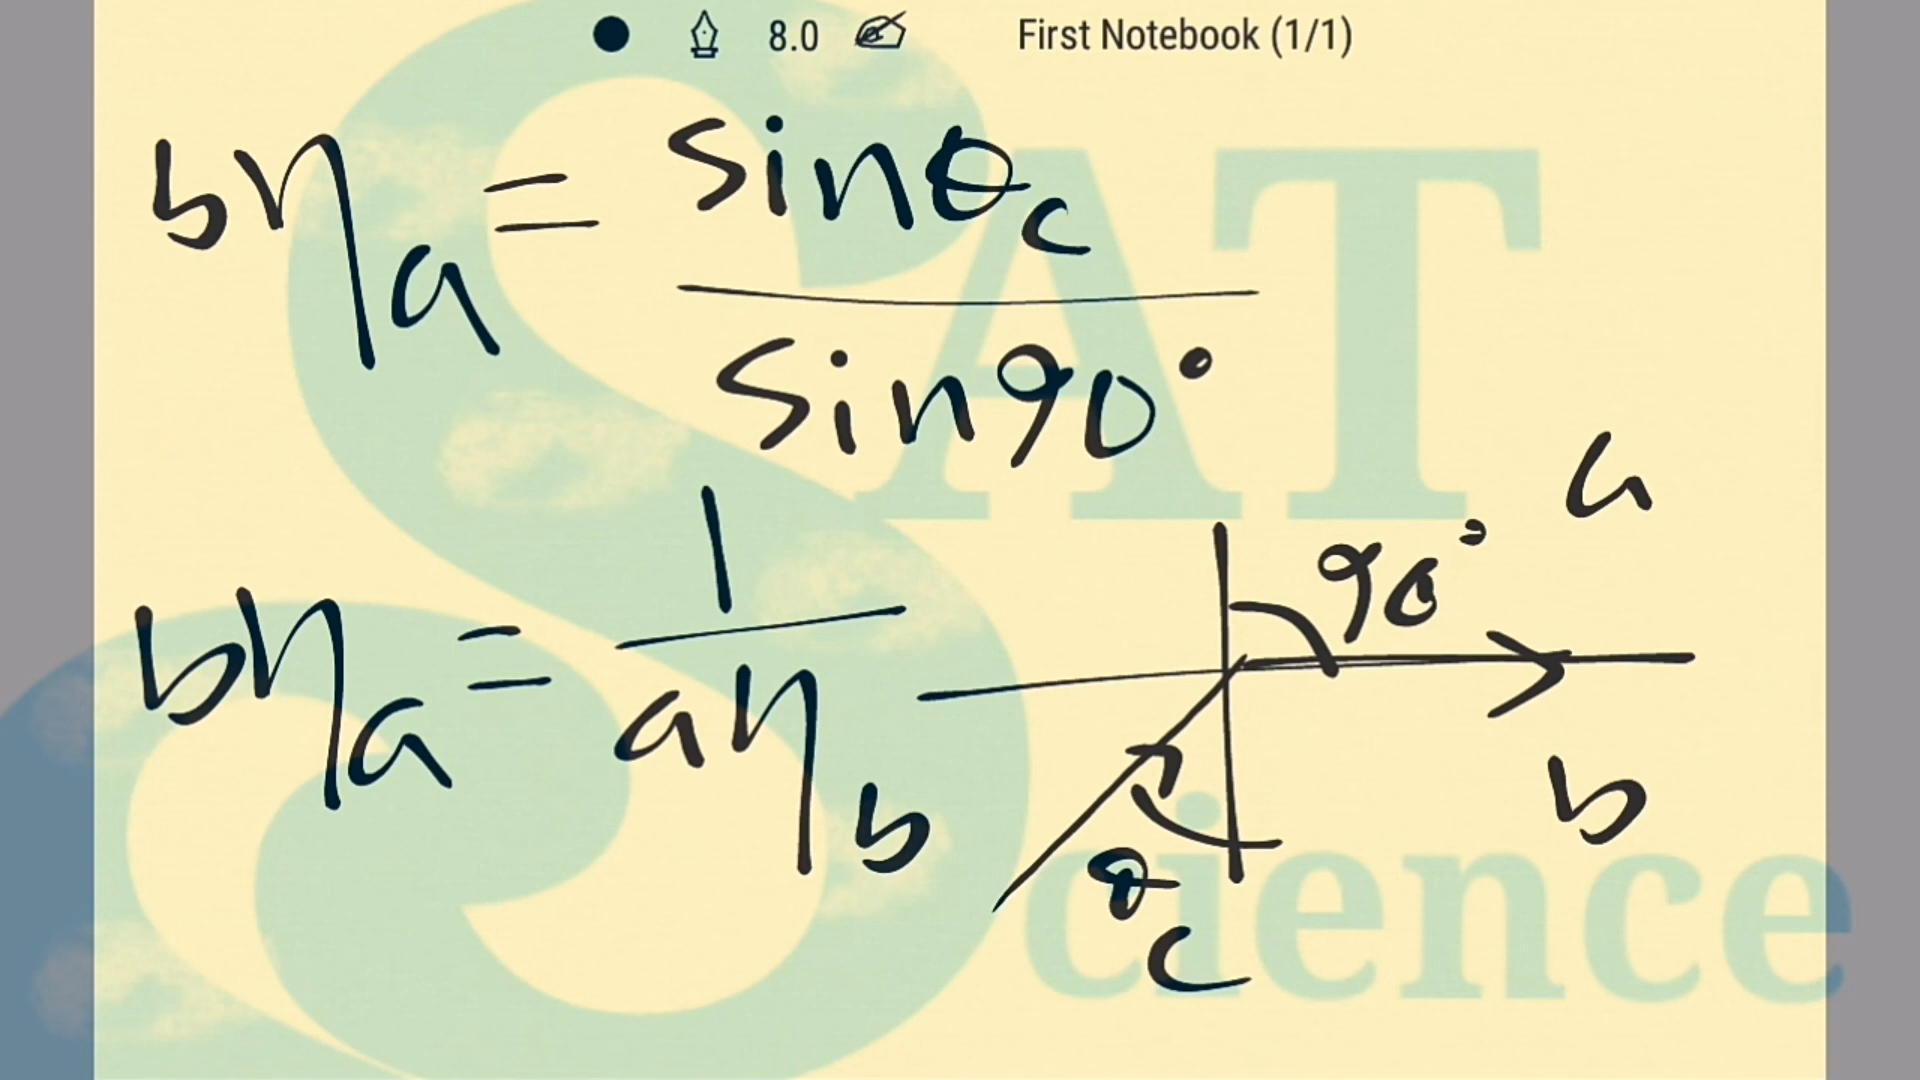 8.0 First Notebook (1/1)
bηa = sinθc
sin90°
bηa = 1
aηb
90° a
b
θc
SAT
Science